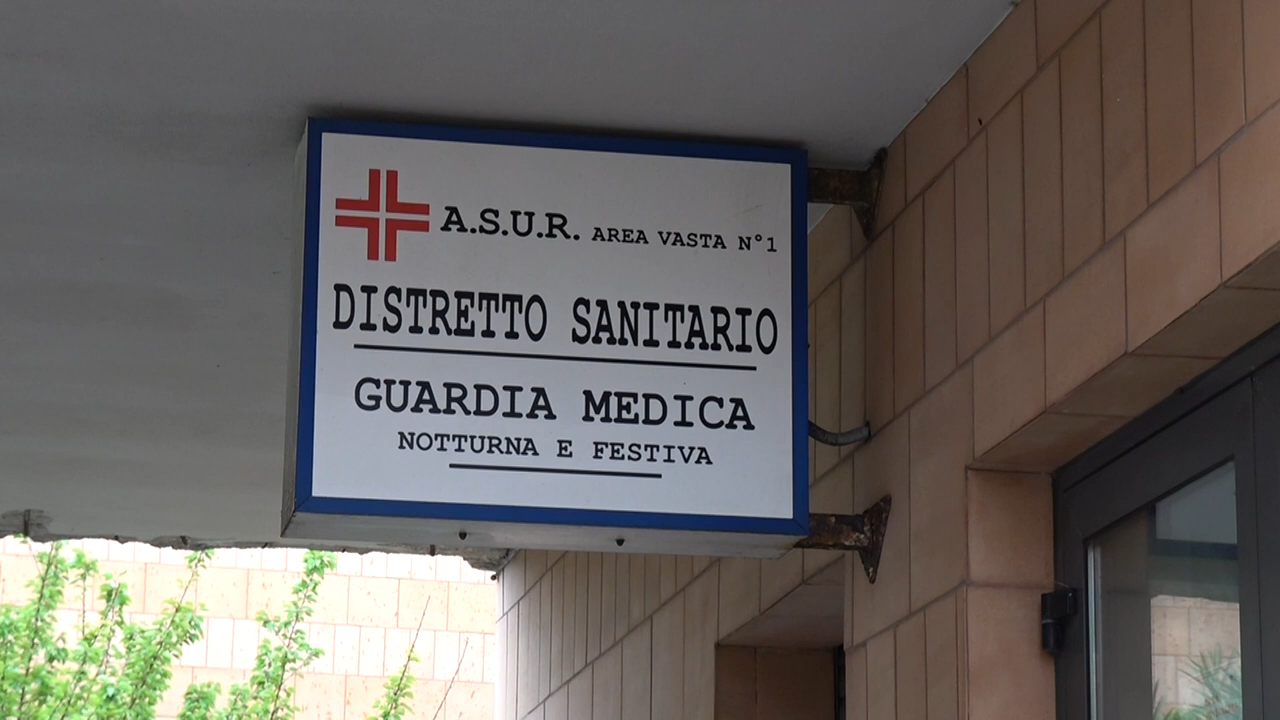 A.S.U.R. AREA VASTA N°1
DISTRETTO SANITARIO
GUARDIA MEDICA
NOTTURNA E FESTIVA